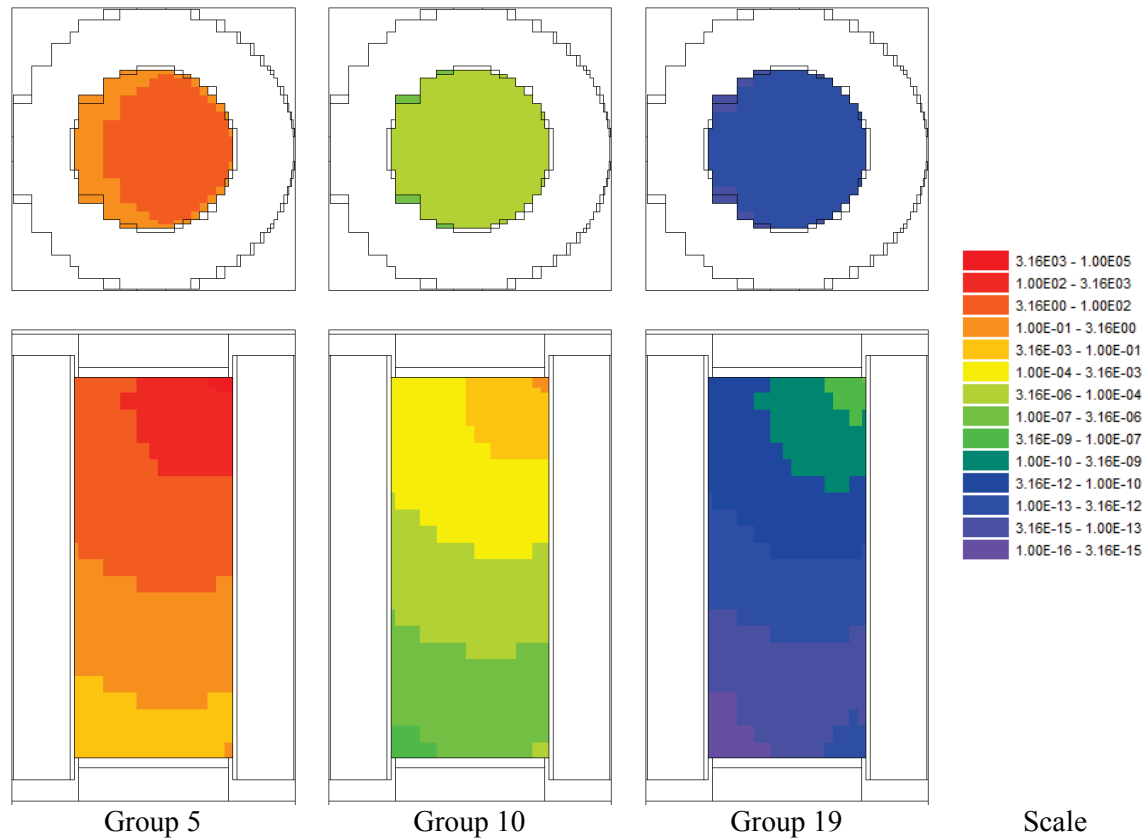 3.16E03 - 1.00E05
1.00E02 - 3.16E03
3.16E00 - 1.00E02
1.00E-01 - 3.16E00
3.16E-03 - 1.00E-01
1.00E-04 - 3.16E-03
3.16E-06 - 1.00E-04
1.00E-07 - 3.16E-06
3.16E-09 - 1.00E-07
1.00E-10 - 3.16E-09
3.16E-12 - 1.00E-10
1.00E-13 - 3.16E-12
3.16E-15 - 1.00E-13
1.00E-16 - 3.16E-15
Group 5 Group 10 Group 19 Scale